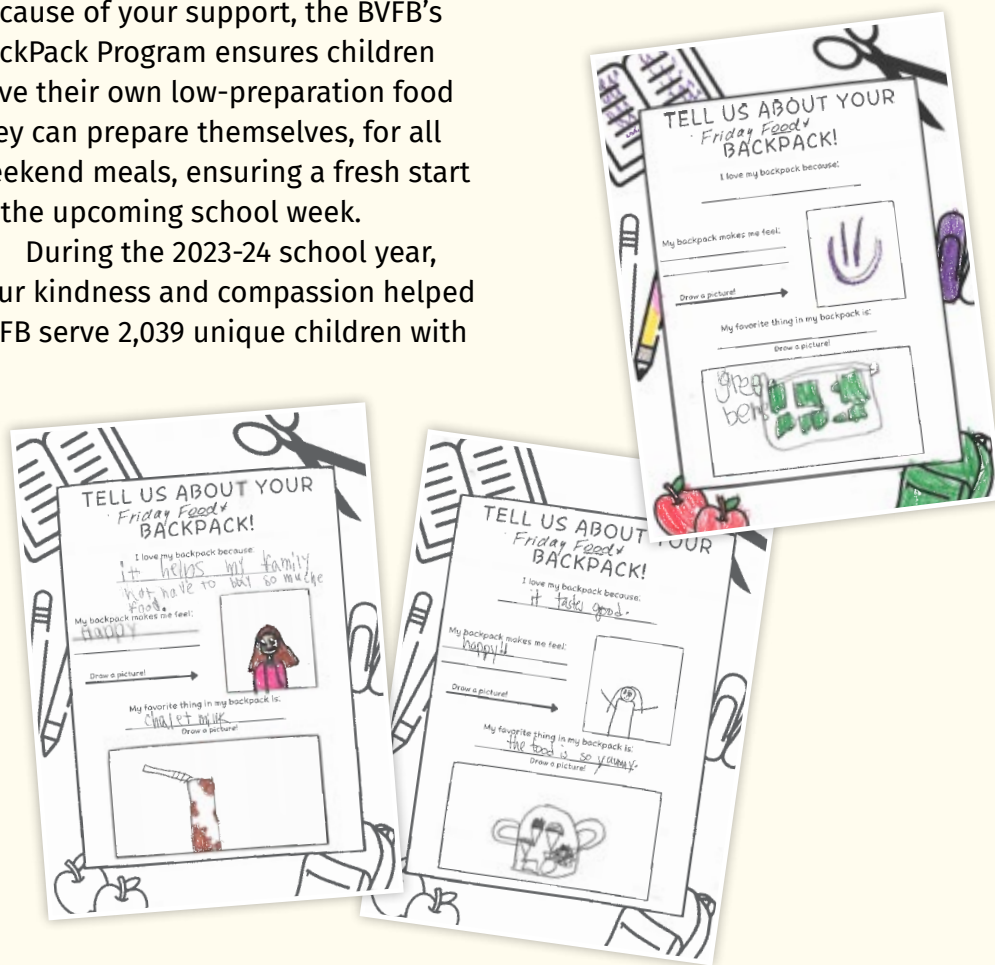 cause of your support, the BVFB’s
ckPack Program ensures children
ve their own low-preparation food
ey can prepare themselves, for all
eekend meals, ensuring a fresh start
the upcoming school week.
During the 2023-24 school year,
ur kindness and compassion helped
FB serve 2,039 unique children with
TELL US ABOUT YOUR
Friday Food
BACKPACK!
I love my backpack because:
My backpack makes me feel:
Draw a picture!
My favorite thing in my backpack is:
Draw a picture!
green
bens
TELL US ABOUT YOUR
Friday Food
BACKPACK!
I love my backpack because:
it helps my family
not have to buy so muche
food.
My backpack makes me feel:
Happy
Draw a picture!
My favorite thing in my backpack is:
chalet milk
Draw a picture!
TELL US ABOUT YOUR
Friday Food
BACKPACK!
I love my backpack because:
it tastes good.
My backpack makes me feel:
happy!!
Draw a picture!
My favorite thing in my backpack is:
the food is so yummy.
Draw a picture!